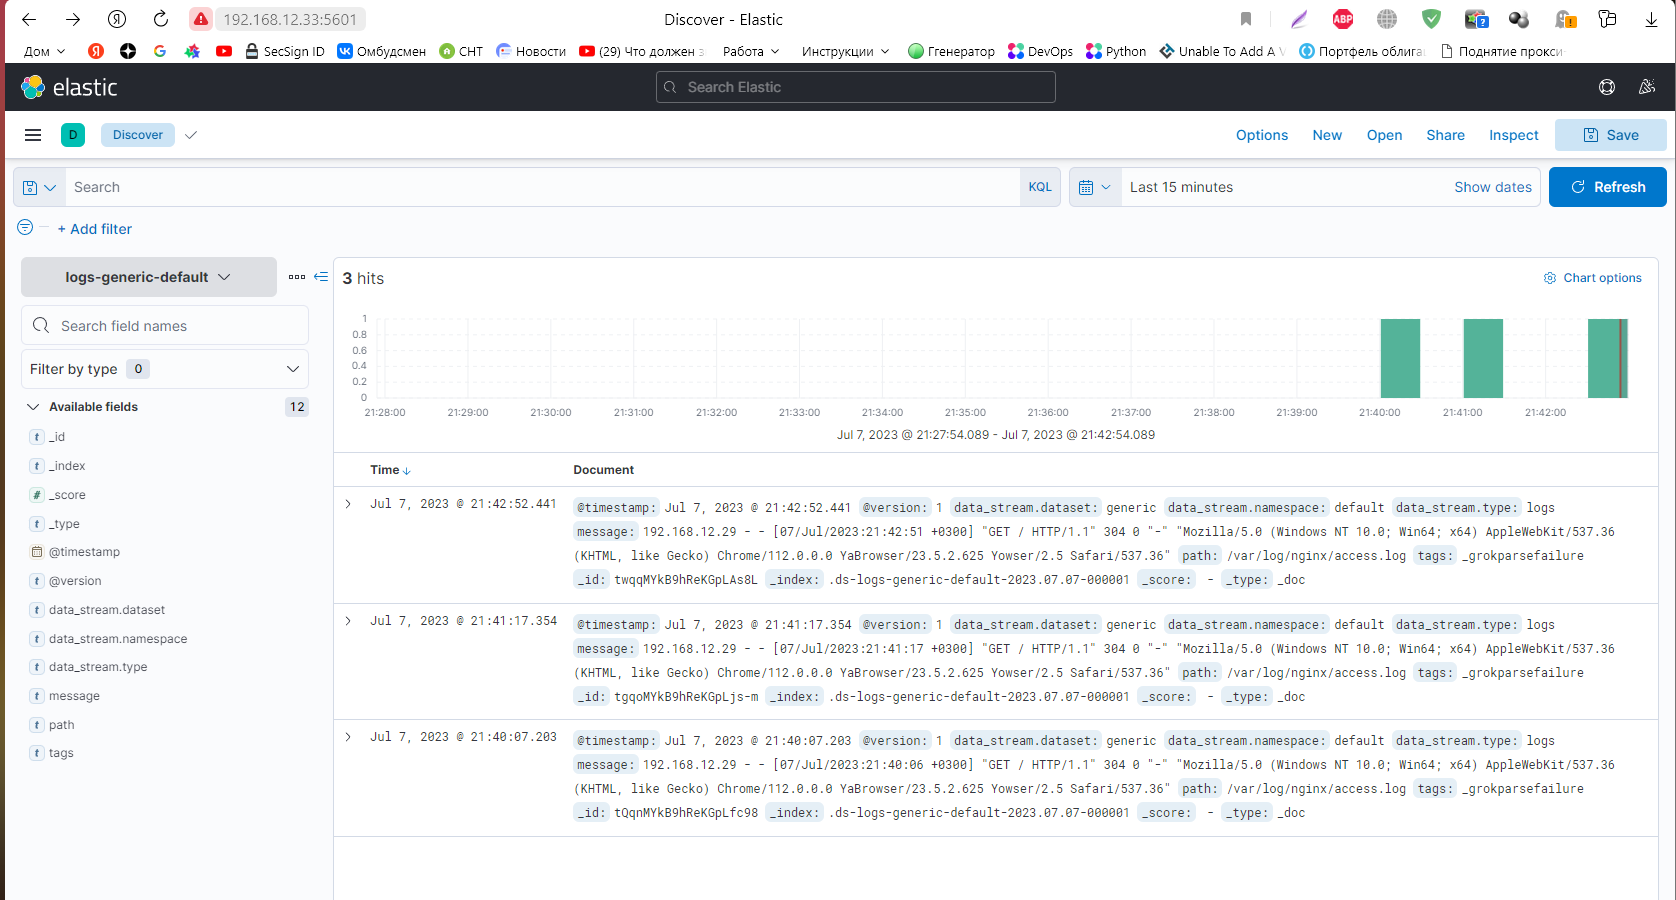 Я 192.168.12.33:5601 Discover - Elastic ABP ? !
Дом Я G SecSign ID Омбудсмен СНТ Новости (29) Что должен Работа Инструкции Ггенератор DevOps Python Unable To Add A Портфель облига Поднятие прокси
elastic Search Elastic
D Discover Options New Open Share Inspect Save
Search KQL Last 15 minutes Show dates Refresh
+ Add filter
logs-generic-default 3 hits Chart options
Search field names
Filter by type 0
Available fields 12
t _id
t _index
# _score
t _type
@timestamp
t @version
t data_stream.dataset
t data_stream.namespace
t data_stream.type
t message
t path
t tags
1
0.8
0.6
0.4
0.2
0
21:28:00 21:29:00 21:30:00 21:31:00 21:32:00 21:33:00 21:34:00 21:35:00 21:36:00 21:37:00 21:38:00 21:39:00 21:40:00 21:41:00 21:42:00
Jul 7, 2023 @ 21:27:54.089 - Jul 7, 2023 @ 21:42:54.089
Time Document
Jul 7, 2023 @ 21:42:52.441 @timestamp: Jul 7, 2023 @ 21:42:52.441 @version: 1 data_stream.dataset: generic data_stream.namespace: default data_stream.type: logs
message: 192.168.12.29 - - [07/Jul/2023:21:42:51 +0300] "GET / HTTP/1.1" 304 0 "-" "Mozilla/5.0 (Windows NT 10.0; Win64; x64) AppleWebKit/537.36
(KHTML, like Gecko) Chrome/112.0.0.0 YaBrowser/23.5.2.625 Yowser/2.5 Safari/537.36" path: /var/log/nginx/access.log tags: _grokparsefailure
_id: twqqMYkB9hReKGpLAs8L _index: .ds-logs-generic-default-2023.07.07-000001 _score: - _type: _doc
Jul 7, 2023 @ 21:41:17.354 @timestamp: Jul 7, 2023 @ 21:41:17.354 @version: 1 data_stream.dataset: generic data_stream.namespace: default data_stream.type: logs
message: 192.168.12.29 - - [07/Jul/2023:21:41:17 +0300] "GET / HTTP/1.1" 304 0 "-" "Mozilla/5.0 (Windows NT 10.0; Win64; x64) AppleWebKit/537.36
(KHTML, like Gecko) Chrome/112.0.0.0 YaBrowser/23.5.2.625 Yowser/2.5 Safari/537.36" path: /var/log/nginx/access.log tags: _grokparsefailure
_id: tgqoMYkB9hReKGpLjs-m _index: .ds-logs-generic-default-2023.07.07-000001 _score: - _type: _doc
Jul 7, 2023 @ 21:40:07.203 @timestamp: Jul 7, 2023 @ 21:40:07.203 @version: 1 data_stream.dataset: generic data_stream.namespace: default data_stream.type: logs
message: 192.168.12.29 - - [07/Jul/2023:21:40:06 +0300] "GET / HTTP/1.1" 304 0 "-" "Mozilla/5.0 (Windows NT 10.0; Win64; x64) AppleWebKit/537.36
(KHTML, like Gecko) Chrome/112.0.0.0 YaBrowser/23.5.2.625 Yowser/2.5 Safari/537.36" path: /var/log/nginx/access.log tags: _grokparsefailure
_id: tQqnMYkB9hReKGpLfc98 _index: .ds-logs-generic-default-2023.07.07-000001 _score: - _type: _doc